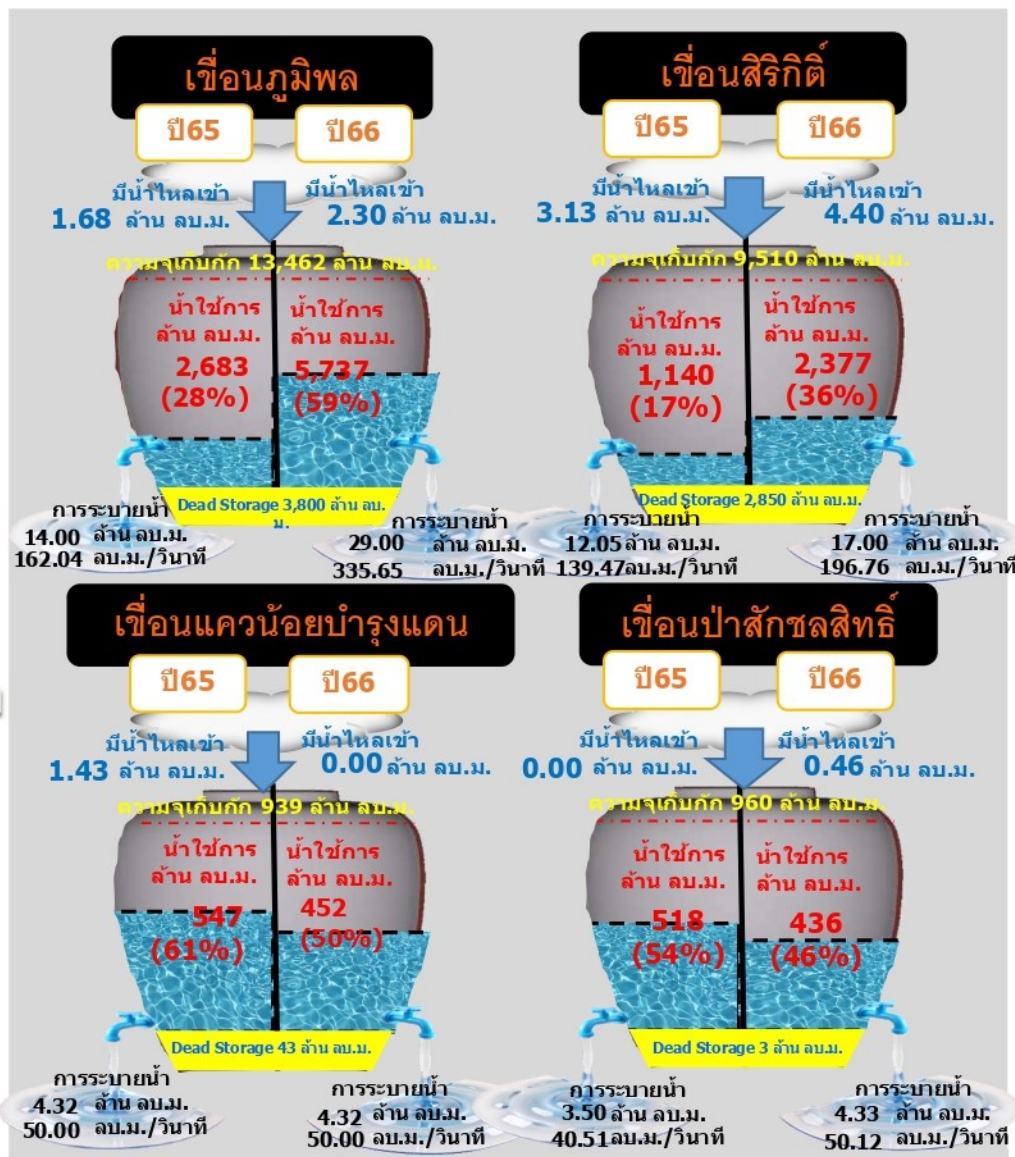 เขื่อนภูมิพล
ปี65 ปี66
มีน้ำไหลเข้า มีน้ำไหลเข้า
1.68 ล้าน ลบ.ม. 2.30 ล้าน ลบ.ม.
ความจุเก็บกัก 13,462 ล้าน ลบ.ม.
น้ำใช้การ น้ำใช้การ
ล้าน ลบ.ม. ล้าน ลบ.ม.
2,683 5,737
(28%) (59%)
Dead Storage 3,800 ล้าน ลบ.
ม.
การระบายน้ำ การระบายน้ำ
14.00 ล้าน ลบ.ม. 29.00 ล้าน ลบ.ม.
162.04 ลบ.ม./วินาที 335.65 ลบ.ม./วินาที
เขื่อนสิริกิติ์
ปี65 ปี66
มีน้ำไหลเข้า มีน้ำไหลเข้า
3.13 ล้าน ลบ.ม. 4.40 ล้าน ลบ.ม.
ความจุเก็บกัก 9,510 ล้าน ลบ.ม.
น้ำใช้การ น้ำใช้การ
ล้าน ลบ.ม. ล้าน ลบ.ม.
1,140 2,377
(17%) (36%)
Dead Storage 2,850 ล้าน ลบ.ม.
การระบายน้ำ การระบายน้ำ
12.05 ล้าน ลบ.ม. 17.00 ล้าน ลบ.ม.
139.47 ลบ.ม./วินาที 196.76 ลบ.ม./วินาที
เขื่อนแควน้อยบำรุงแดน
ปี65 ปี66
มีน้ำไหลเข้า มีน้ำไหลเข้า
1.43 ล้าน ลบ.ม. 0.00 ล้าน ลบ.ม.
ความจุเก็บกัก 939 ล้าน ลบ.ม.
น้ำใช้การ น้ำใช้การ
ล้าน ลบ.ม. ล้าน ลบ.ม.
547 452
(61%) (50%)
Dead Storage 43 ล้าน ลบ.ม.
การระบายน้ำ การระบายน้ำ
4.32 ล้าน ลบ.ม. 4.32 ล้าน ลบ.ม.
50.00 ลบ.ม./วินาที 50.00 ลบ.ม./วินาที
เขื่อนป่าสักชลสิทธิ์
ปี65 ปี66
มีน้ำไหลเข้า มีน้ำไหลเข้า
0.00 ล้าน ลบ.ม. 0.46 ล้าน ลบ.ม.
ความจุเก็บกัก 960 ล้าน ลบ.ม.
น้ำใช้การ น้ำใช้การ
ล้าน ลบ.ม. ล้าน ลบ.ม.
518 436
(54%) (46%)
Dead Storage 3 ล้าน ลบ.ม.
การระบายน้ำ การระบายน้ำ
3.50 ล้าน ลบ.ม. 4.33 ล้าน ลบ.ม.
40.51 ลบ.ม./วินาที 50.12 ลบ.ม./วินาที